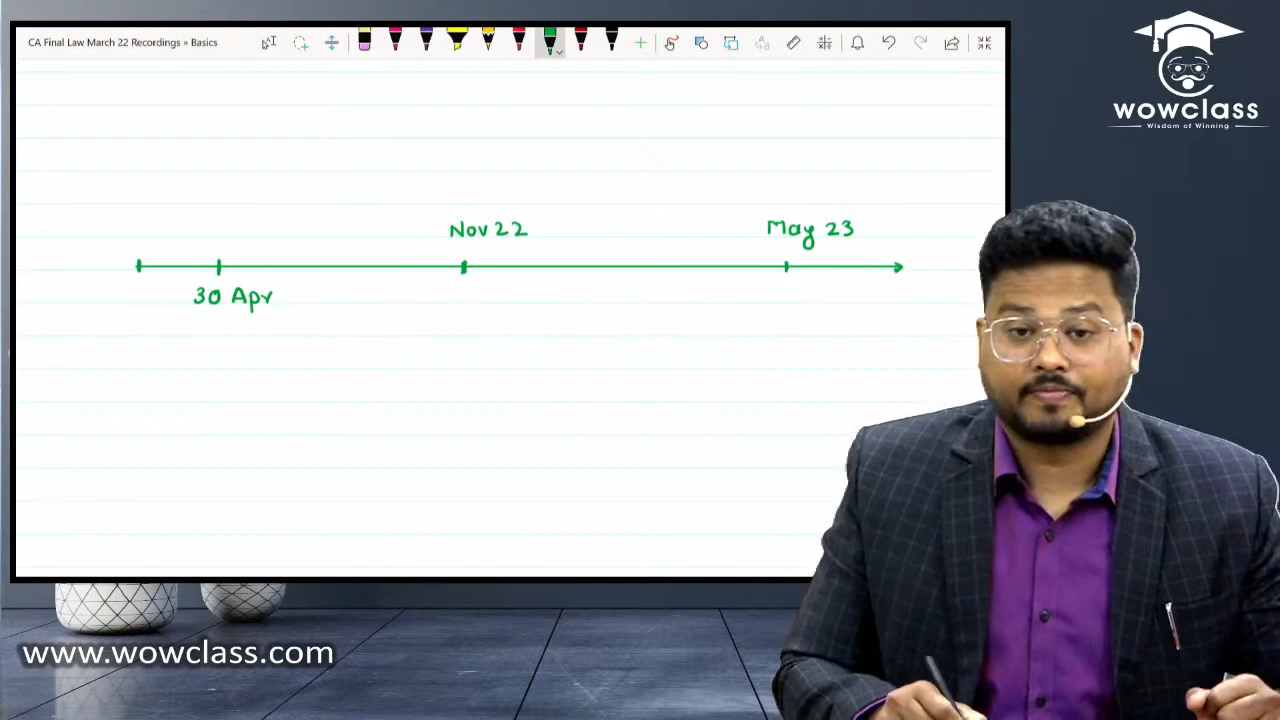 CA Final Law March 22 Recordings » Basics
wowclass
Wisdom of Winning
Nov 22
May 23
30 Apr
www.wowclass.com